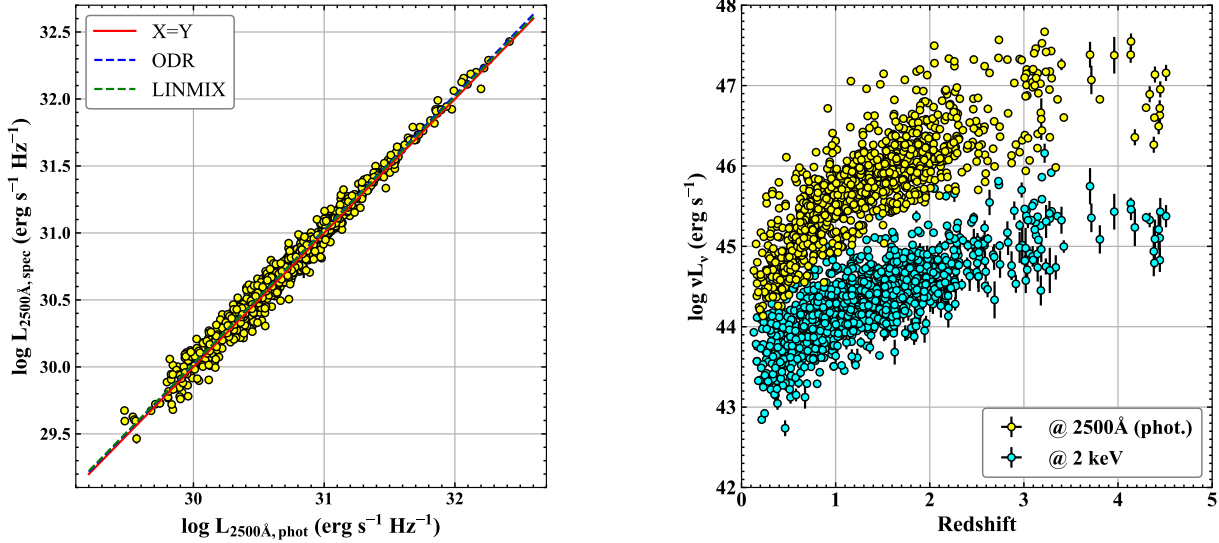 X=Y
ODR
LINMIX
32.5
32.0
31.5
31.0
30.5
30.0
29.5
30
31
32
log L2500Å, spec (erg s⁻¹ Hz⁻¹)
log L2500Å, phot (erg s⁻¹ Hz⁻¹)
48
47
46
45
44
43
42
0
1
2
3
4
5
log νLν (erg s⁻¹)
Redshift
@ 2500Å (phot.)
@ 2 keV